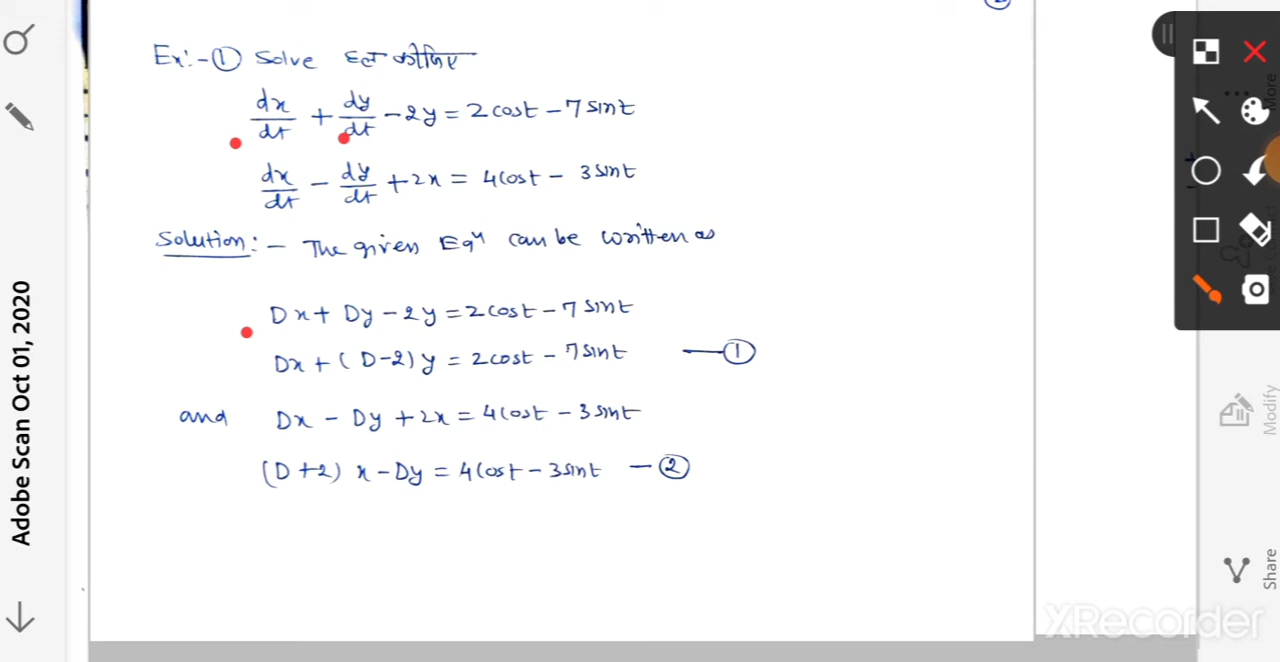 ②
Ex:-① Solve हल कीजिए
dx/dt + dy/dt - 2y = 2cost - 7sint
dx/dt - dy/dt + 2x = 4cost - 3sint
Solution:- The given Eqⁿ can be written as
Dx + Dy - 2y = 2cost - 7sint
Dx + (D-2)y = 2cost - 7sint —①
and Dx - Dy + 2x = 4cost - 3sint
(D+2)x - Dy = 4cost - 3sint —②
Adobe Scan Oct 01, 2020
More
Modify
Share
XRecorder